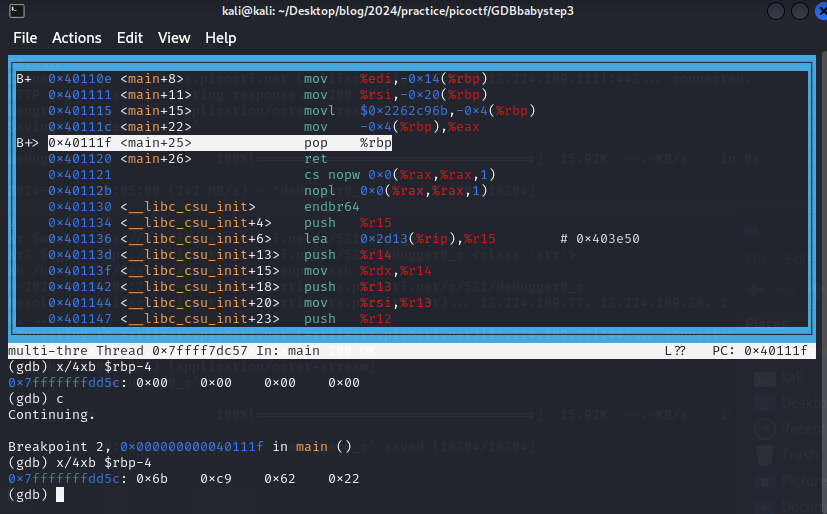 kali@kali: ~/Desktop/blog/2024/practice/picoctf/GDBbabystep3
File Actions Edit View Help
B+ 0×40110e <main+8> mov %edi,-0×14(%rbp)
0×401111 <main+11> mov %rsi,-0×20(%rbp)
0×401115 <main+15> movl $0×2262c96b,-0×4(%rbp)
0×40111c <main+22> mov -0×4(%rbp),%eax
B+> 0×40111f <main+25> pop %rbp
0×401120 <main+26> ret
0×401121 cs nopw 0×0(%rax,%rax,1)
0×40112b nopl 0×0(%rax,%rax,1)
0×401130 <__libc_csu_init> endbr64
0×401134 <__libc_csu_init+4> push %r15
0×401136 <__libc_csu_init+6> lea 0×2d13(%rip),%r15 # 0×403e50
0×40113d <__libc_csu_init+13> push %r14
0×40113f <__libc_csu_init+15> mov %rdx,%r14
0×401142 <__libc_csu_init+18> push %r13
0×401144 <__libc_csu_init+20> mov %rsi,%r13
0×401147 <__libc_csu_init+23> push %r12
multi-thre Thread 0×7ffff7dc57 In: main L?? PC: 0×40111f
(gdb) x/4xb $rbp-4
0×7fffffffdd5c: 0×00 0×00 0×00 0×00
(gdb) c
Continuing.
Breakpoint 2, 0×000000000040111f in main ()
(gdb) x/4xb $rbp-4
0×7fffffffdd5c: 0×6b 0×c9 0×62 0×22
(gdb)